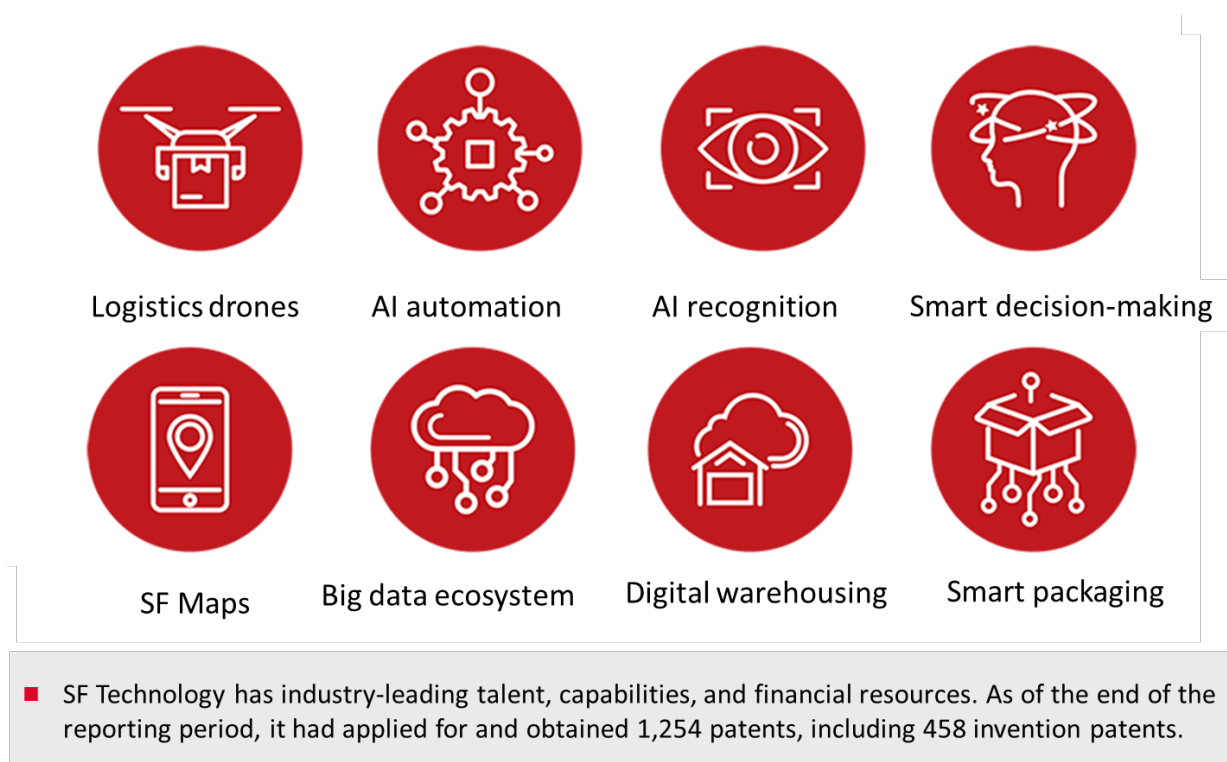 Logistics drones
AI automation
AI recognition
Smart decision-making
SF Maps
Big data ecosystem
Digital warehousing
Smart packaging
SF Technology has industry-leading talent, capabilities, and financial resources. As of the end of the
reporting period, it had applied for and obtained 1,254 patents, including 458 invention patents.